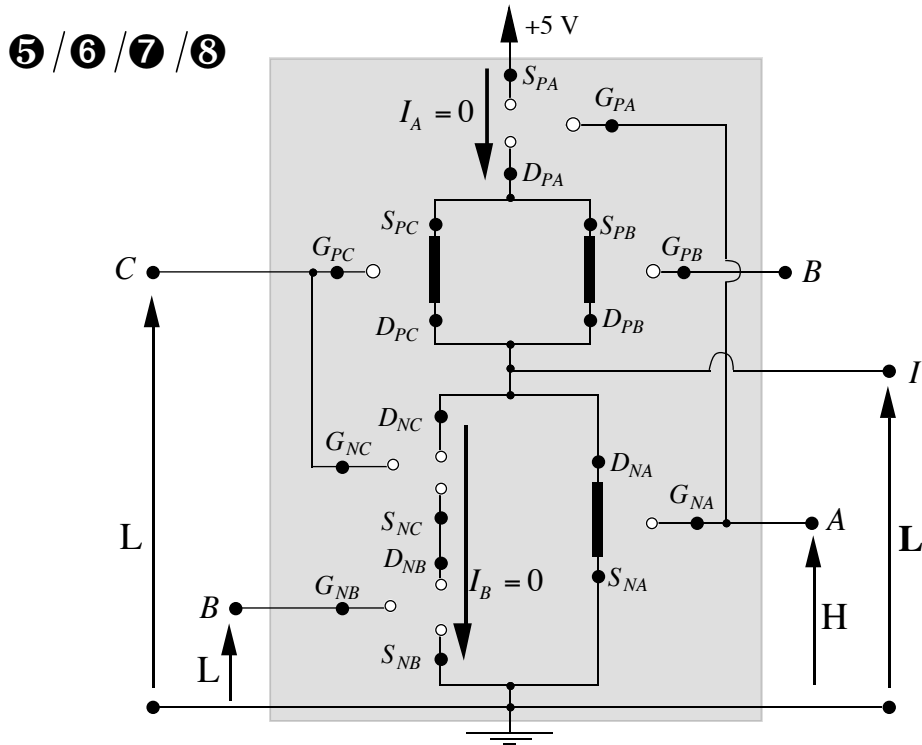 +5 V
❺/❻/❼/❽
S_PA
G_PA
I_A = 0
D_PA
S_PC
S_PB
G_PC
G_PB
C
B
D_PC
D_PB
I
D_NC
G_NC
D_NA
G_NA
S_NC
A
L
L
D_NB
I_B = 0
S_NA
G_NB
B
H
S_NB
L